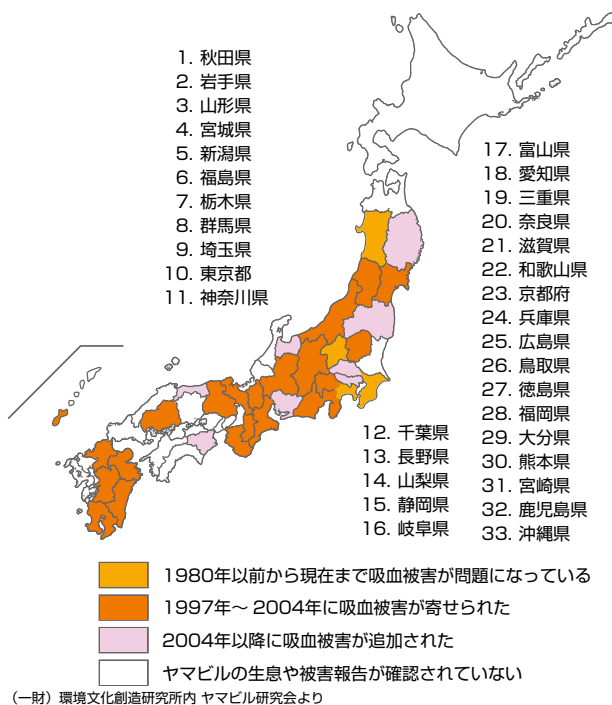 1. 秋田県
2. 岩手県
3. 山形県
4. 宮城県
5. 新潟県
6. 福島県
7. 栃木県
8. 群馬県
9. 埼玉県
10. 東京都
11. 神奈川県
12. 千葉県
13. 長野県
14. 山梨県
15. 静岡県
16. 岐阜県
17. 富山県
18. 愛知県
19. 三重県
20. 奈良県
21. 滋賀県
22. 和歌山県
23. 京都府
24. 兵庫県
25. 広島県
26. 鳥取県
27. 徳島県
28. 福岡県
29. 大分県
30. 熊本県
31. 宮崎県
32. 鹿児島県
33. 沖縄県
1980年以前から現在まで吸血被害が問題になっている
1997年～2004年に吸血被害が寄せられた
2004年以降に吸血被害が追加された
ヤマビルの生息や被害報告が確認されていない
（一財）環境文化創造研究所内 ヤマビル研究会より